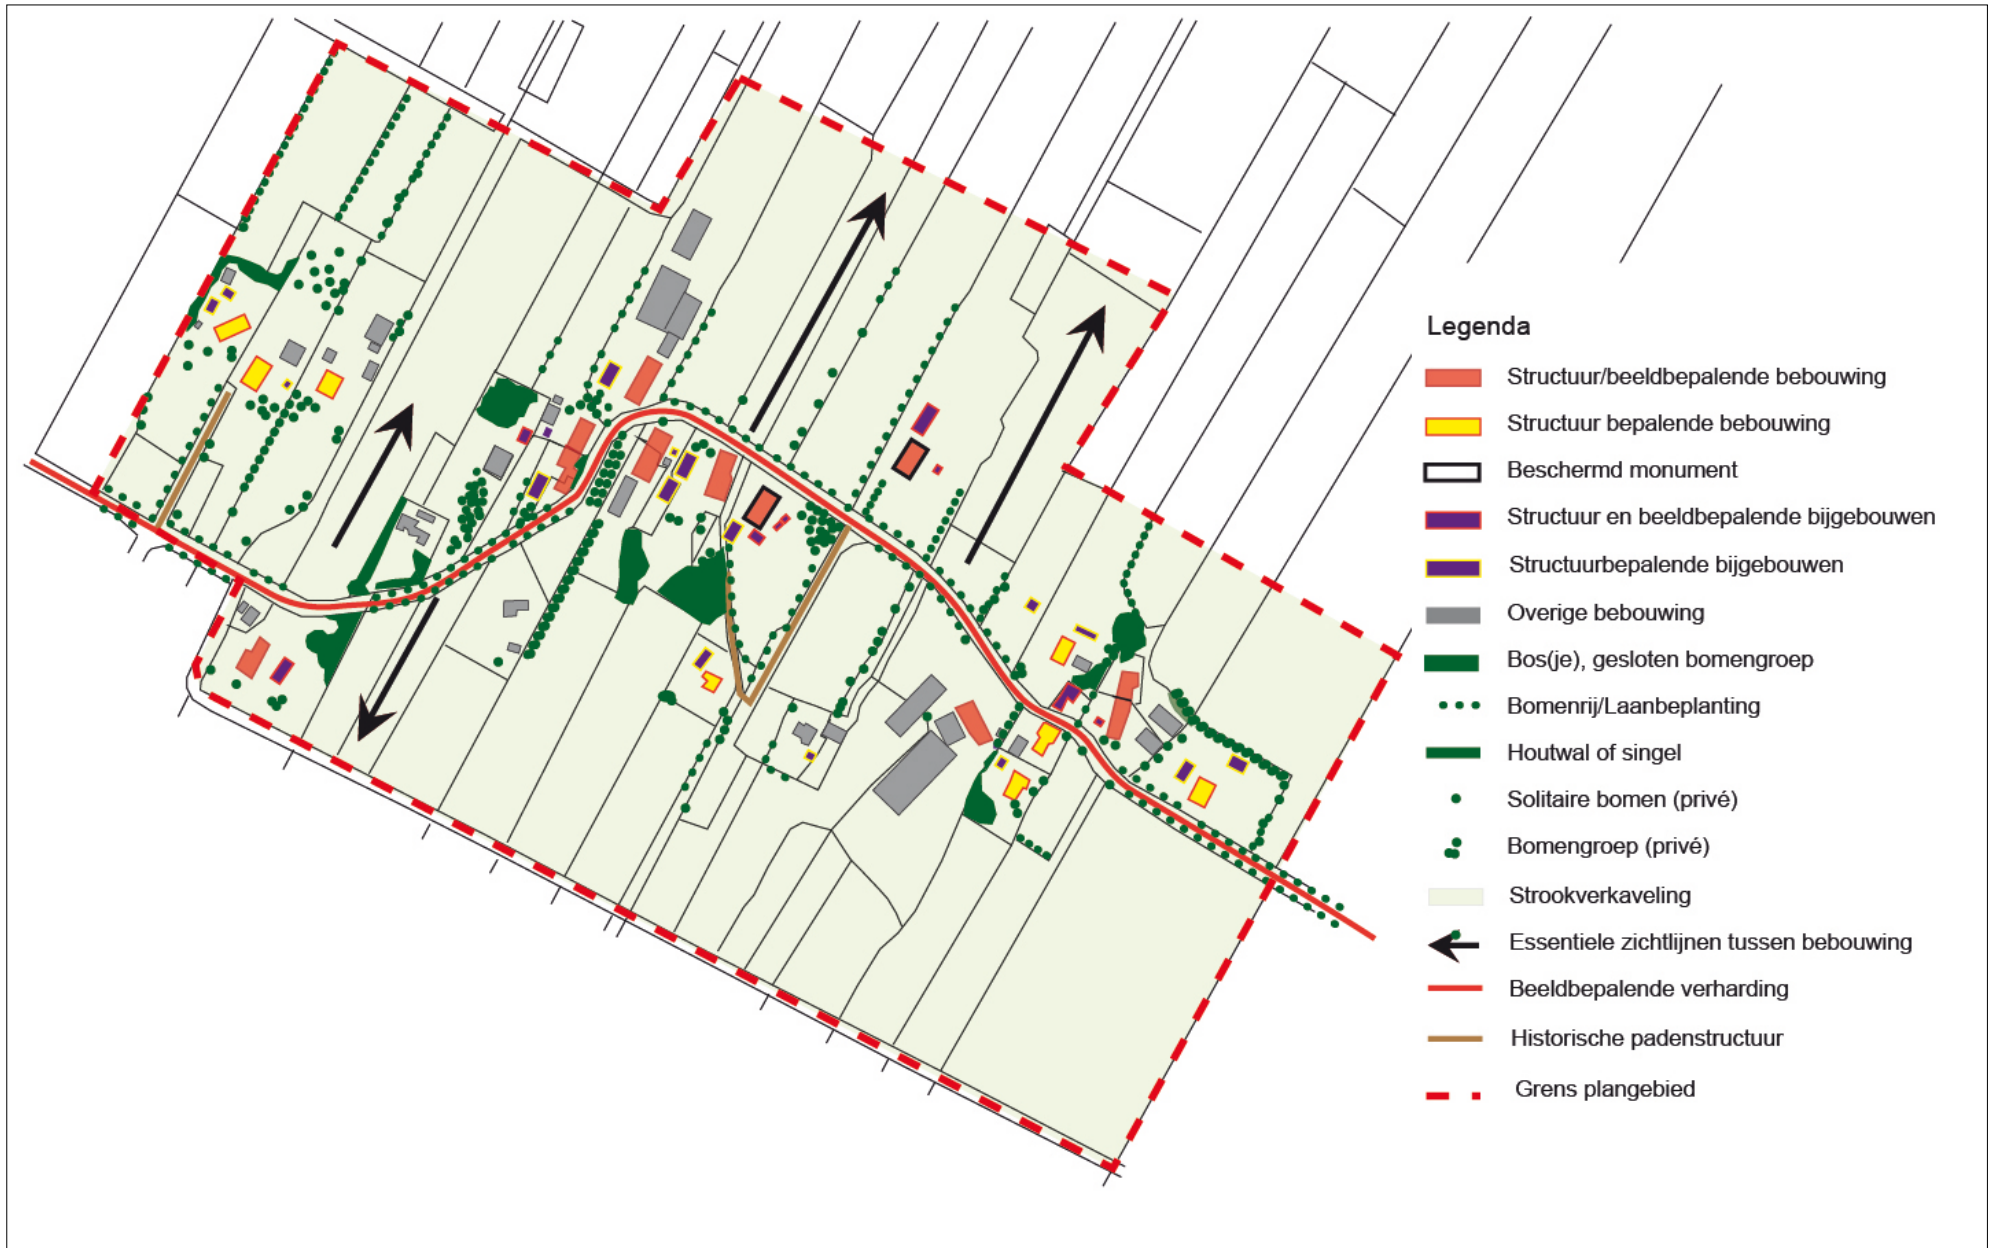 Legenda
Structuur/beeldbepalende bebouwing
Structuur bepalende bebouwing
Beschermd monument
Structuur en beeldbepalende bijgebouwen
Structuurbepalende bijgebouwen
Overige bebouwing
Bos(je), gesloten bomengroep
Bomenrij/Laanbeplanting
Houtwal of singel
Solitaire bomen (privé)
Bomengroep (privé)
Strookverkaveling
Essentiele zichtlijnen tussen bebouwing
Beeldbepalende verharding
Historische padenstructuur
Grens plangebied